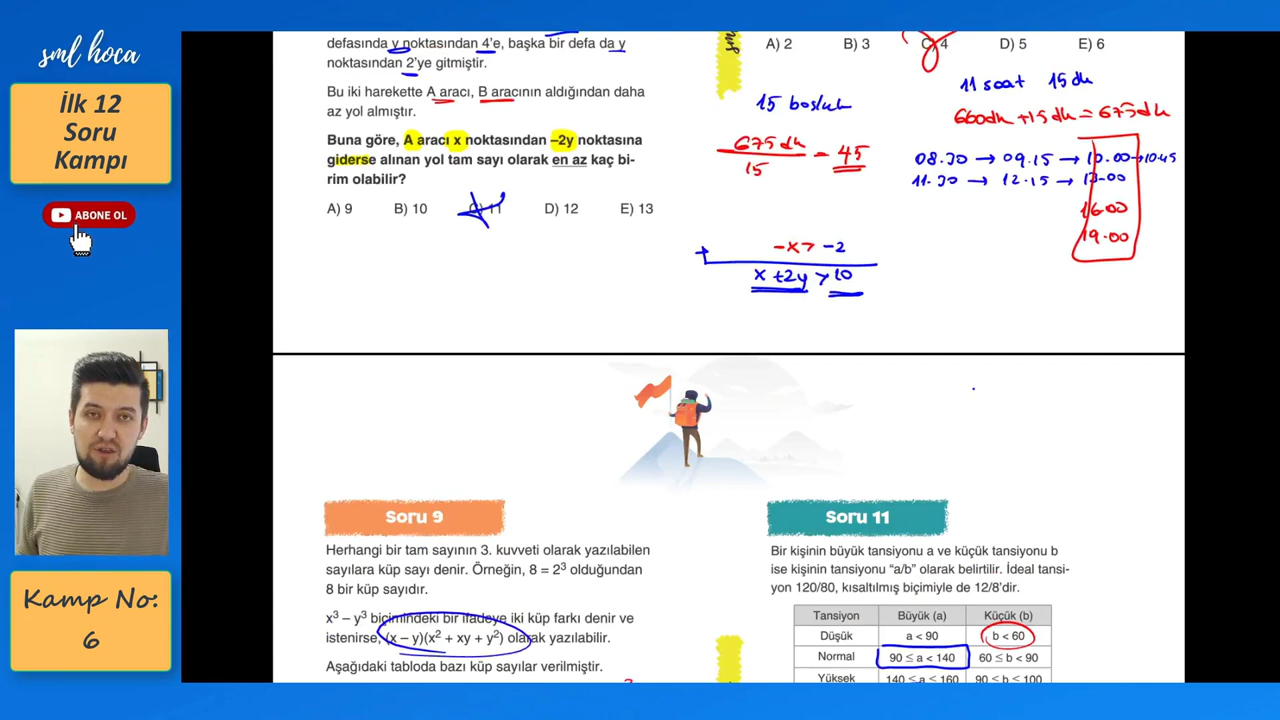 sml hoca
İlk 12
Soru
Kampı
ABONE OL
Kamp No:
6
defasında y noktasından 4'e, başka bir defa da y
noktasından 2'ye gitmiştir.
Bu iki harekette A aracı, B aracının aldığından daha
az yol almıştır.
Buna göre, A aracı x noktasından –2y noktasına
giderse alınan yol tam sayı olarak en az kaç bi-
rim olabilir?
A) 9 B) 10 C) 11 D) 12 E) 13
A) 2 B) 3 C) 4 D) 5 E) 6
11 saat 15 dk
15 boşluk
660dk + 15 dk = 675 dk
675 dk
15
= 45
08.30 → 09.15 → 10.00 → 10.45
11.30 → 12.15 → 13.00
16.00
19.00
-x > -2
+
x + 2y > 10
Soru 9
Herhangi bir tam sayının 3. kuvveti olarak yazılabilen
sayılara küp sayı denir. Örneğin, 8 = 2³ olduğundan
8 bir küp sayıdır.
x³ – y³ biçimindeki bir ifadeye iki küp farkı denir ve
istenirse, (x – y)(x² + xy + y²) olarak yazılabilir.
Aşağıdaki tabloda bazı küp sayılar verilmiştir.
Soru 11
Bir kişinin büyük tansiyonu a ve küçük tansiyonu b
ise kişinin tansiyonu “a/b” olarak belirtilir. İdeal tansi-
yon 120/80, kısaltılmış biçimiyle de 12/8'dir.
Tansiyon Büyük (a) Küçük (b)
Düşük a < 90 b < 60
Normal 90 ≤ a < 140 60 ≤ b < 90
Yüksek 140 ≤ a ≤ 160 90 ≤ b ≤ 100